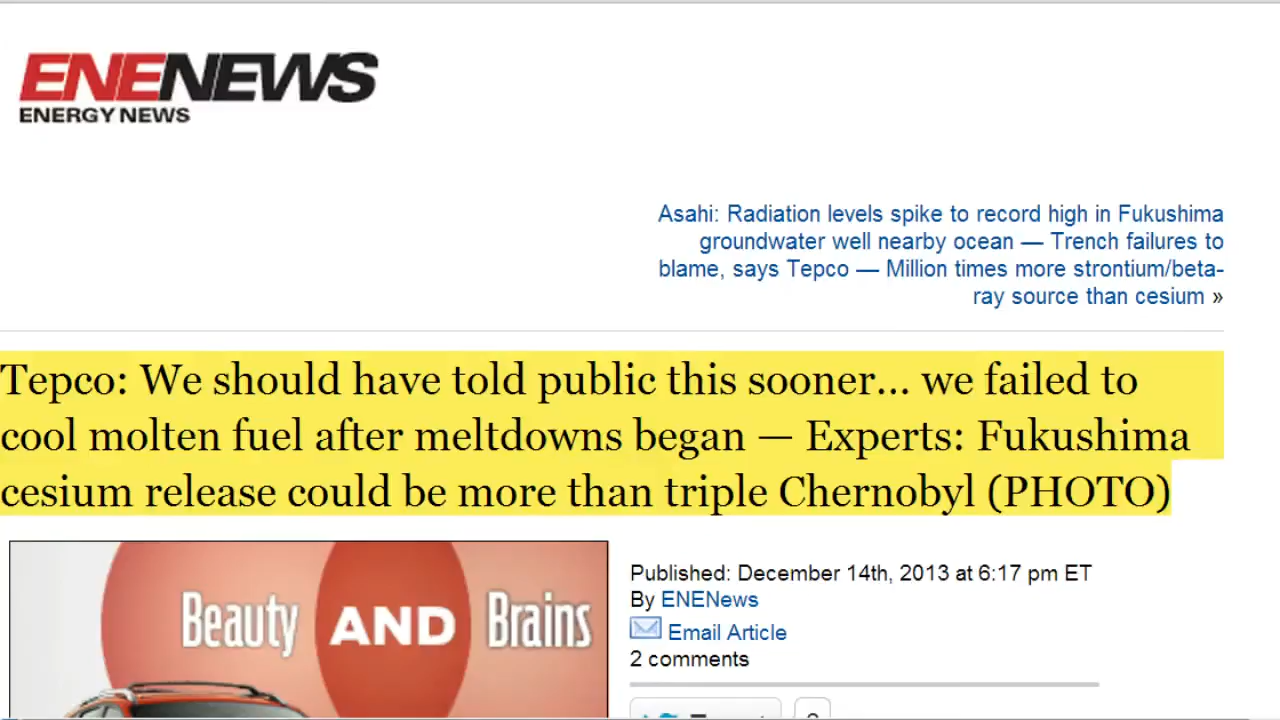 ENENEWS
ENERGY NEWS
Asahi: Radiation levels spike to record high in Fukushima
groundwater well nearby ocean — Trench failures to
blame, says Tepco — Million times more strontium/beta-
ray source than cesium »
Tepco: We should have told public this sooner... we failed to
cool molten fuel after meltdowns began — Experts: Fukushima
cesium release could be more than triple Chernobyl (PHOTO)
Beauty AND Brains
Published: December 14th, 2013 at 6:17 pm ET
By ENENews
Email Article
2 comments